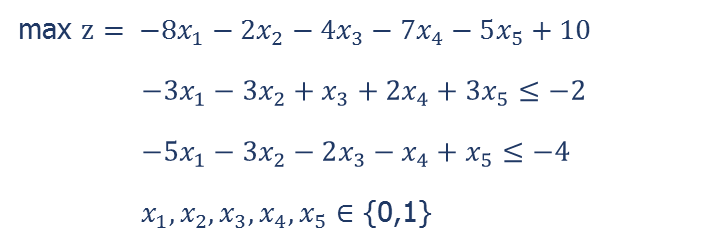 max z = −8x₁ − 2x₂ − 4x₃ − 7x₄ − 5x₅ + 10
−3x₁ − 3x₂ + x₃ + 2x₄ + 3x₅ ≤ −2
−5x₁ − 3x₂ − 2x₃ − x₄ + x₅ ≤ −4
x₁, x₂, x₃, x₄, x₅ ∈ {0,1}